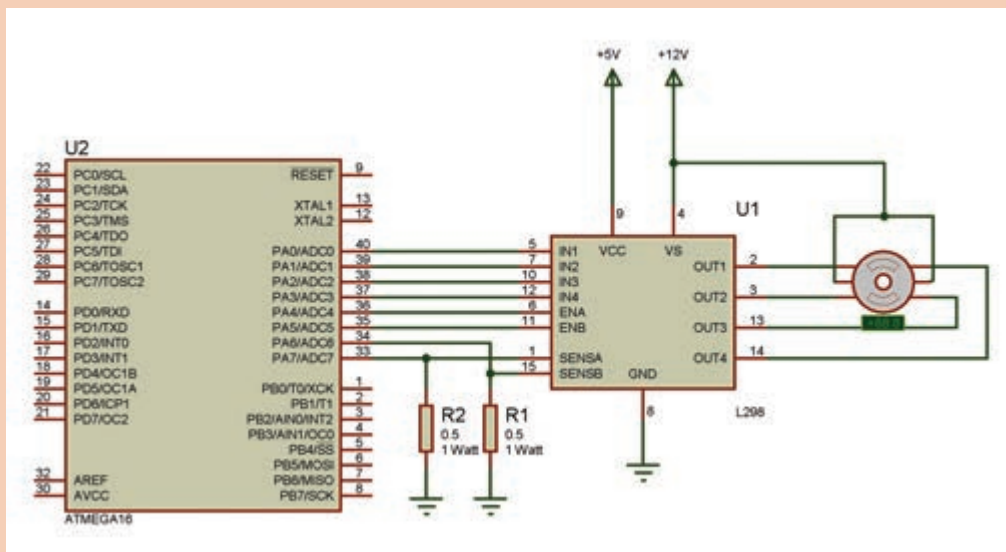 +5V
+12V
U2
22
PC0/SCL
23
PC1/SDA
24
PC2/TCK
25
PC3/TMS
26
PC4/TDO
27
PC5/TDI
28
PC6/TOSC1
29
PC7/TOSC2
14
PD0/RXD
15
PD1/TXD
16
PD2/INT0
17
PD3/INT1
18
PD4/OC1B
19
PD5/OC1A
20
PD6/ICP1
21
PD7/OC2
32
AREF
30
AVCC
RESET
9
XTAL1
13
XTAL2
12
PA0/ADC0
40
PA1/ADC1
39
PA2/ADC2
38
PA3/ADC3
37
PA4/ADC4
36
PA5/ADC5
35
PA6/ADC6
34
PA7/ADC7
33
PB0/T0/XCK
1
PB1/T1
2
PB2/AIN0/INT2
3
PB3/AIN1/OC0
4
PB4/SS
5
PB5/MOSI
6
PB6/MISO
7
PB7/SCK
8
ATMEGA16
R2
0.5
1 Watt
R1
0.5
1 Watt
9
4
U1
VCC
VS
5
IN1
7
IN2
10
IN3
12
IN4
6
ENA
11
ENB
1
SENSA
15
SENSB
GND
8
OUT1
2
OUT2
3
OUT3
13
OUT4
14
L298